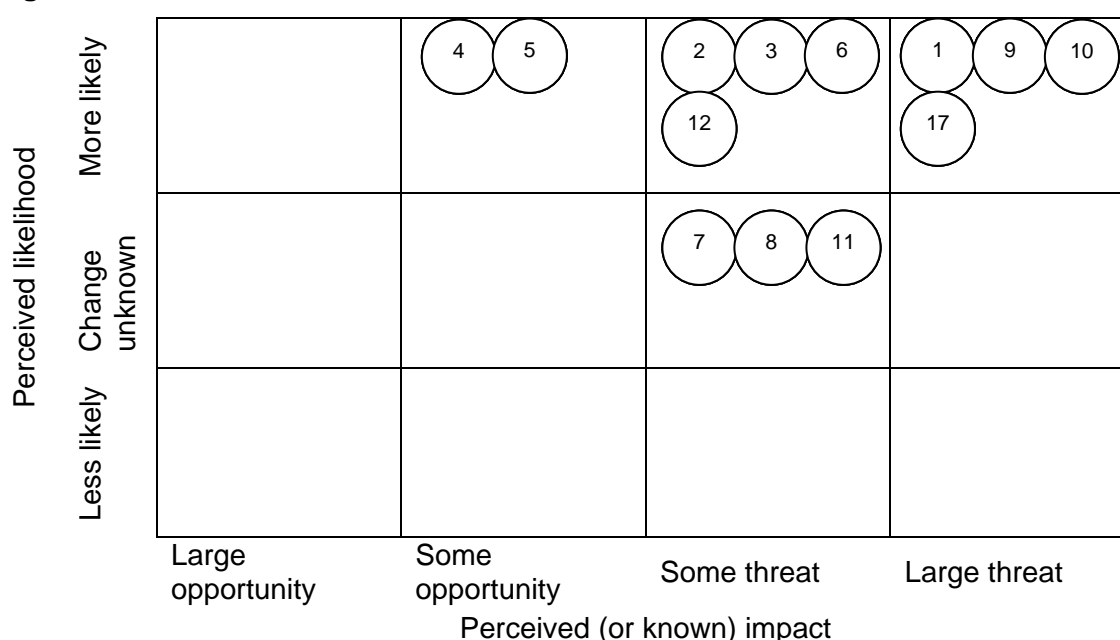 4 5 2 3 6 1 9 10
12 17
7 8 11
Perceived likelihood
More likely
Change
unknown
Less likely
Large
opportunity
Some
opportunity
Some threat
Large threat
Perceived (or known) impact